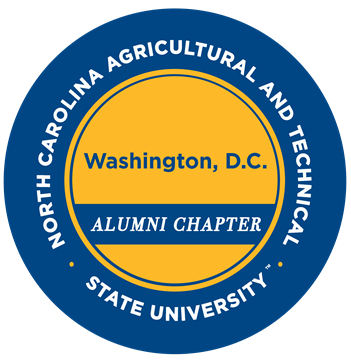 NORTH CAROLINA AGRICULTURAL AND TECHNICAL
Washington, D.C.
ALUMNI CHAPTER
· STATE UNIVERSITY™ ·